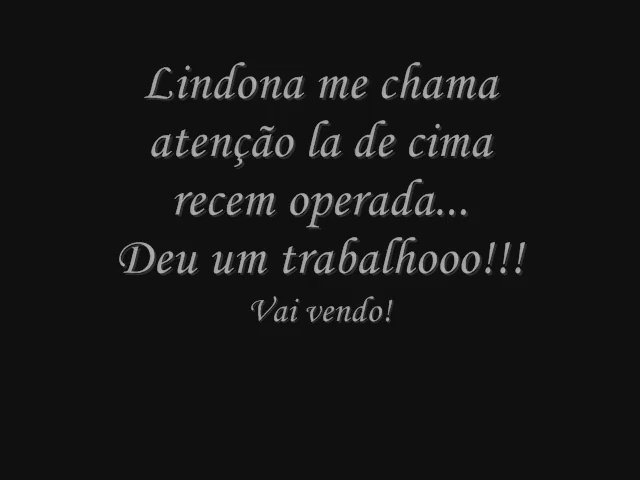 Lindona me chama
atenção la de cima
recem operada...
Deu um trabalhooo!!!
Vai vendo!